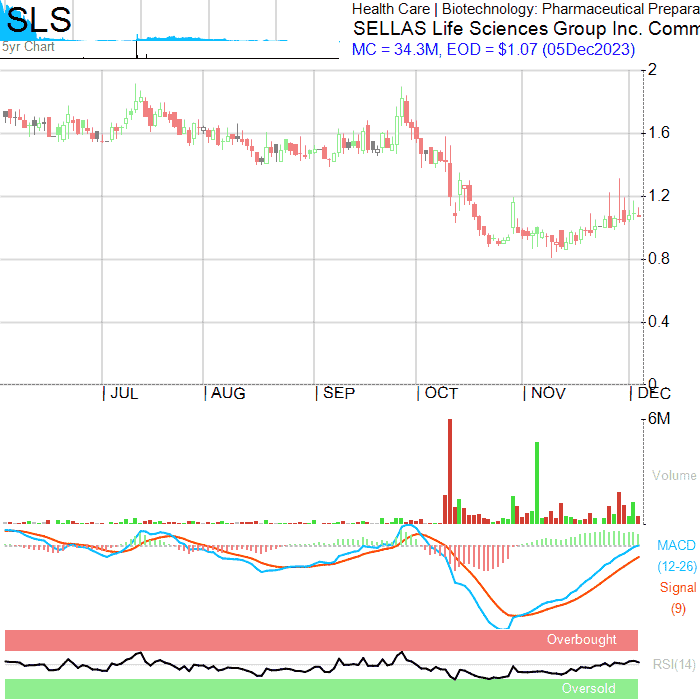 SLS
5yr Chart
Health Care | Biotechnology: Pharmaceutical Prepara
SELLAS Life Sciences Group Inc. Comm
MC = 34.3M, EOD = $1.07 (05Dec2023)
2
1.6
1.2
0.8
0.4
0
JUL AUG SEP OCT NOV DEC
6M
Volume
MACD
(12-26)
Signal
(9)
Overbought
RSI(14)
Oversold